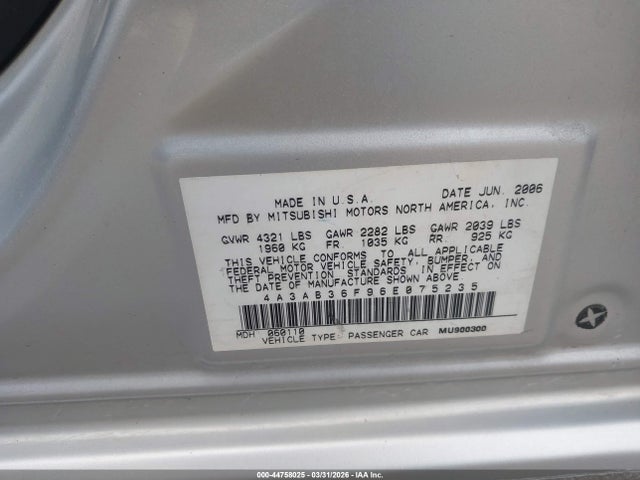 MADE IN U.S.A. DATE JUN. 2006
MFD BY MITSUBISHI MOTORS NORTH AMERICA, INC.
GVWR 4321 LBS GAWR 2282 LBS GAWR 2039 LBS
1960 KG FR. 1035 KG RR. 925 KG
THIS VEHICLE CONFORMS TO ALL APPLICABLE
FEDERAL MOTOR VEHICLE SAFETY, BUMPER, AND
THEFT PREVENTION STANDARDS IN EFFECT ON
THE DATE OF MANUFACTURE SHOWN ABOVE.
4A3AB36F96E075235
MDH 060110
VEHICLE TYPE: PASSENGER CAR MU900300
000-44758025 - 03/31/2026 - IAA Inc.